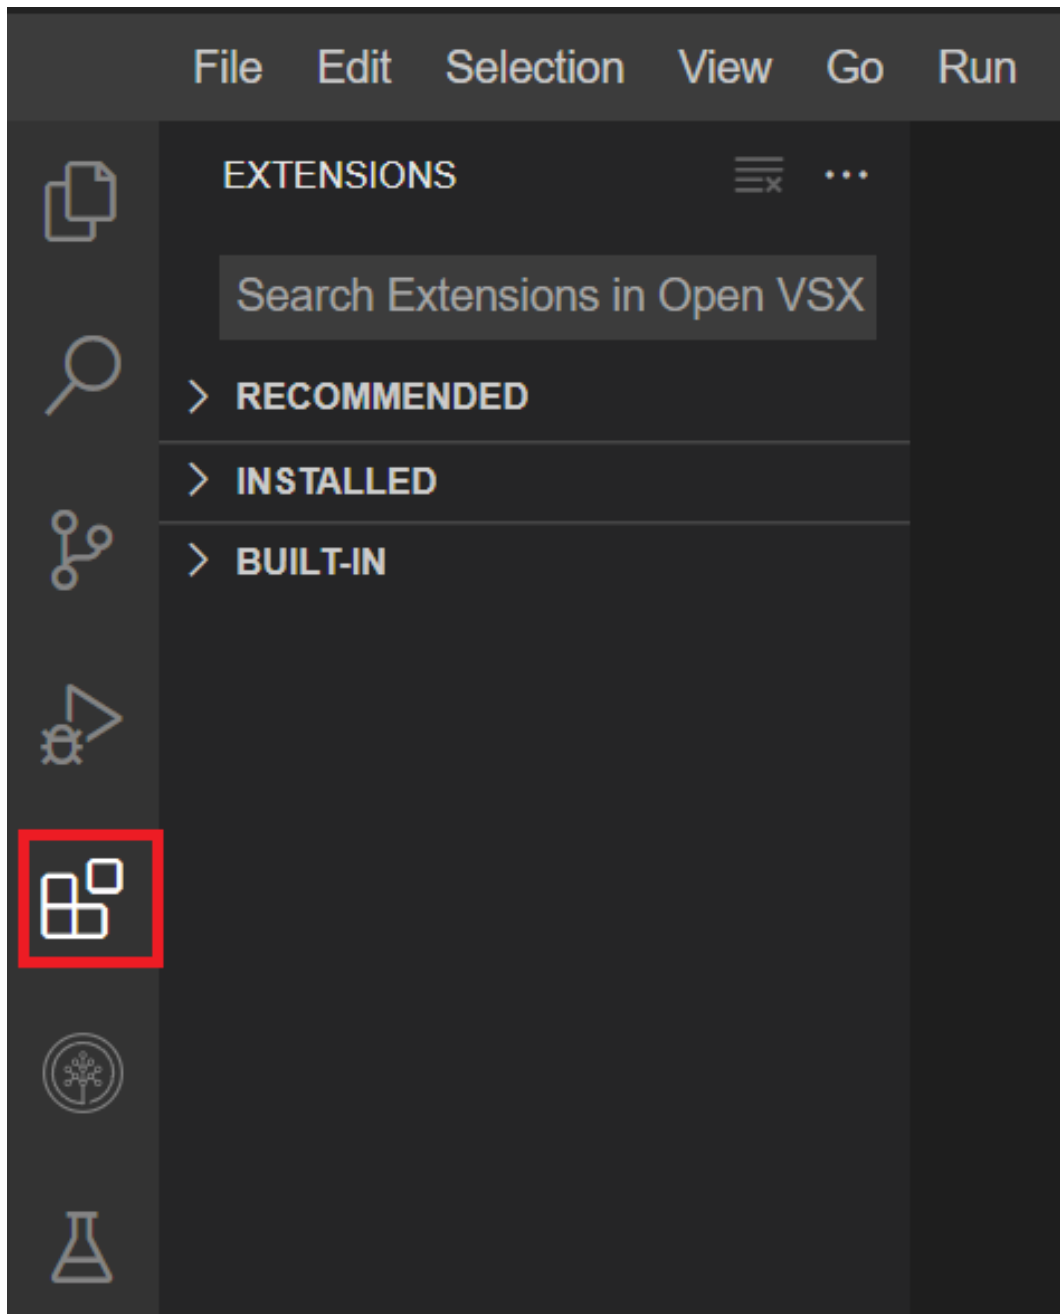 File Edit Selection View Go Run
EXTENSIONS
Search Extensions in Open VSX
RECOMMENDED
INSTALLED
BUILT-IN